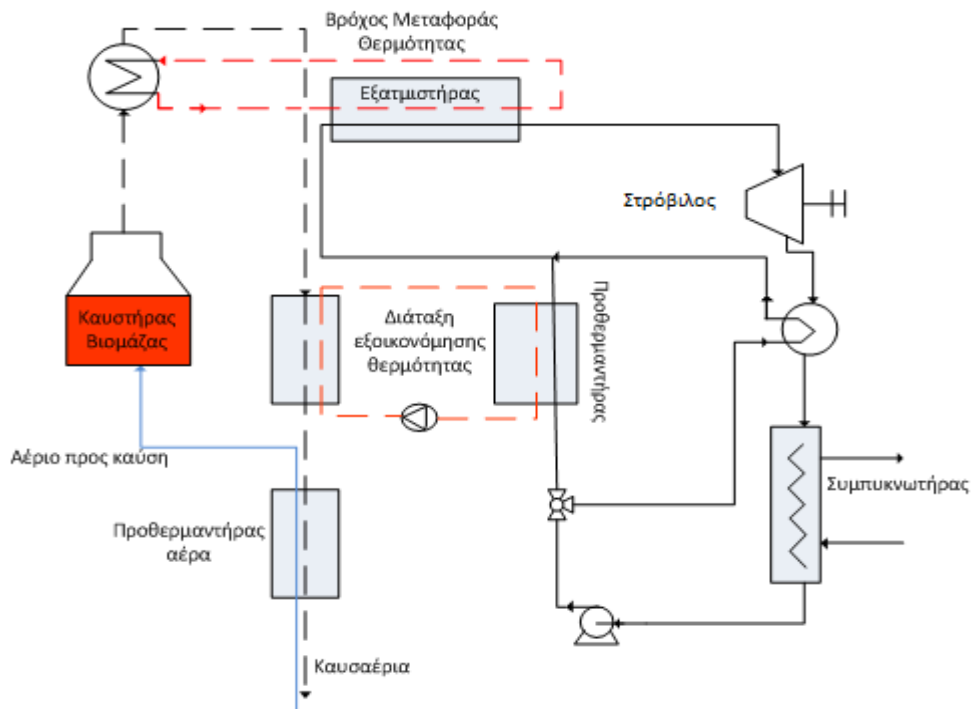 Βρόχος Μεταφοράς
Θερμότητας
Εξατμιστήρας
Στρόβιλος
Καυστήρας
Βιομάζας
Διάταξη
εξοικονόμησης
θερμότητας
Προθερμαντήρας
Αέριο προς καύση
Συμπυκνωτήρας
Προθερμαντήρας
αέρα
Καυσαέρια